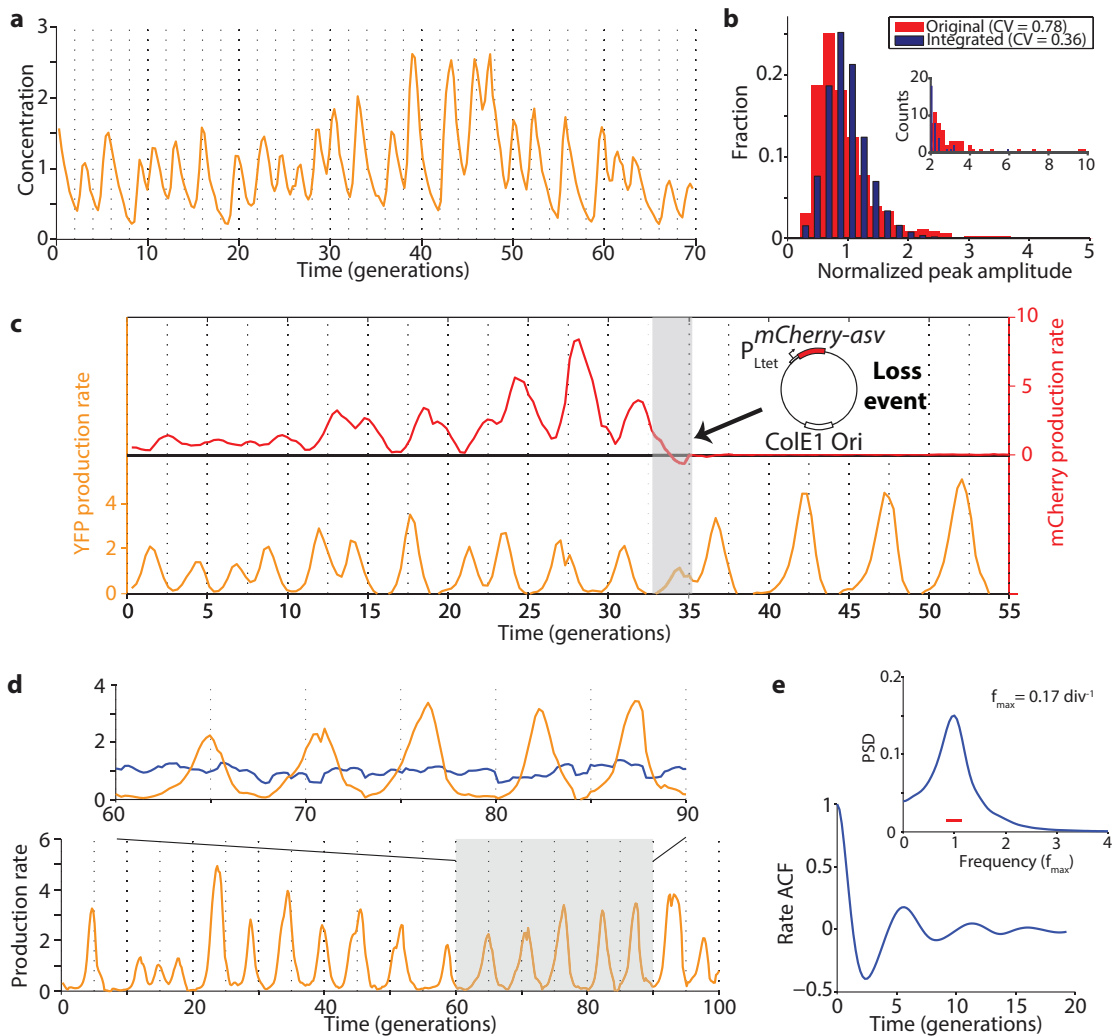 a
3
2
1
0
Concentration
0 10 20 30 40 50 60 70
Time (generations)
b
Original (CV = 0.78)
Integrated (CV = 0.36)
0.2
0.1
0
Fraction
0 1 2 3 4 5
Normalized peak amplitude
20
10
0
Counts
2 4 6 8 10
c
10
5
0
mCherry production rate
YFP production rate
4
2
0
mCherry-asv
PLtet
Loss
event
ColE1 Ori
0 5 10 15 20 25 30 35 40 45 50 55
Time (generations)
d
4
2
0
60 70 80 90
6
4
2
0
Production rate
0 20 40 60 80 100
Time (generations)
e
0.2
0.1
0
PSD
fmax= 0.17 div-1
0 1 2 3 4
Frequency (fmax)
1
0.5
0
−0.5
Rate ACF
0 5 10 15 20
Time (generations)